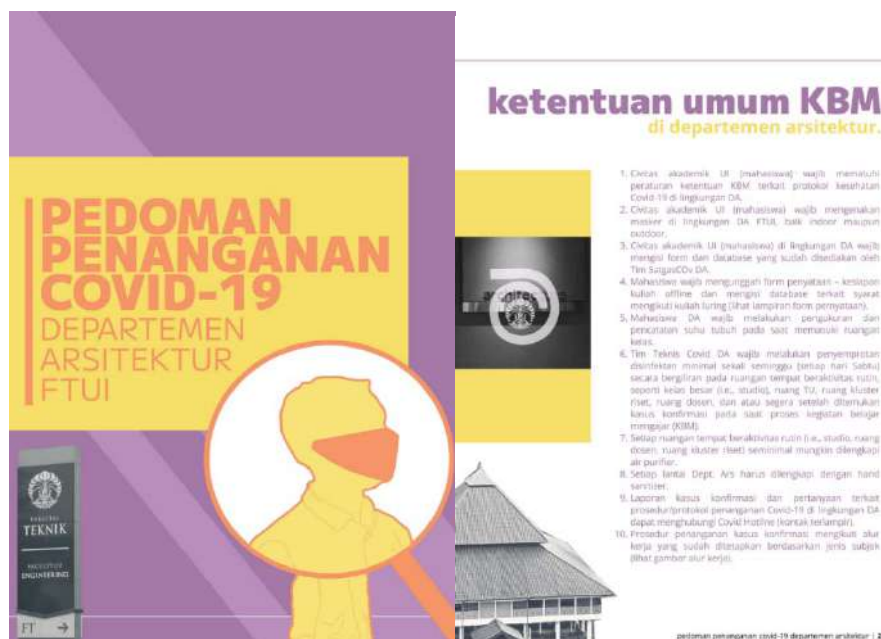 PEDOMAN
PENANGANAN
COVID-19
DEPARTEMEN
ARSITEKTUR
FTUI
FAKULTAS
TEKNIK
FACULTY OF
ENGINEERING
FT →
ketentuan umum KBM
di departemen arsitektur.
1. Civitas akademik UI (mahasiswa) wajib mematuhi
peraturan ketentuan KBM terkait protokol kesehatan
Covid-19 di lingkungan DA.
2. Civitas akademik UI (mahasiswa) wajib mengenakan
masker di lingkungan DA FTUI, baik indoor maupun
outdoor.
3. Civitas akademik UI (mahasiswa) di lingkungan DA wajib
mengisi form dan database yang sudah disediakan oleh
Tim SatgasCOv DA.
4. Mahasiswa wajib mengunggah form penyataan – kesiapan
kuliah offline dan mengisi database terkait syarat
mengikuti kuliah luring (lihat lampiran form pernyataan).
5. Mahasiswa DA wajib melakukan pengukuran dan
pencatatan suhu tubuh pada saat memasuki ruangan
kelas.
6. Tim Teknis Covid DA wajib melakukan penyemprotan
disinfektan minimal sekali seminggu (setiap hari Sabtu)
secara bergiliran pada ruangan tempat beraktivitas rutin,
seperti kelas besar (i.e., studio), ruang TU, ruang kluster
riset, ruang dosen, dan atau segera setelah ditemukan
kasus konfirmasi pada saat proses kegiatan belajar
mengajar (KBM).
7. Setiap ruangan tempat beraktivitas rutin (i.e., studio, ruang
dosen, ruang kluster riset) seminimal mungkin dilengkapi
air purifier.
8. Setiap lantai Dept. Ars harus dilengkapi dengan hand
sanitizer.
9. Laporan kasus konfirmasi dan pertanyaan terkait
prosedur/protokol penanganan Covid-19 di lingkungan DA
dapat menghubungi Covid Hotline (kontak terlampir).
10. Prosedur penanganan kasus konfirmasi mengikuti alur
kerja yang sudah ditetapkan berdasarkan jenis subjek
(lihat gambar alur kerja).
pedoman penanganan covid-19 departemen arsitektur |